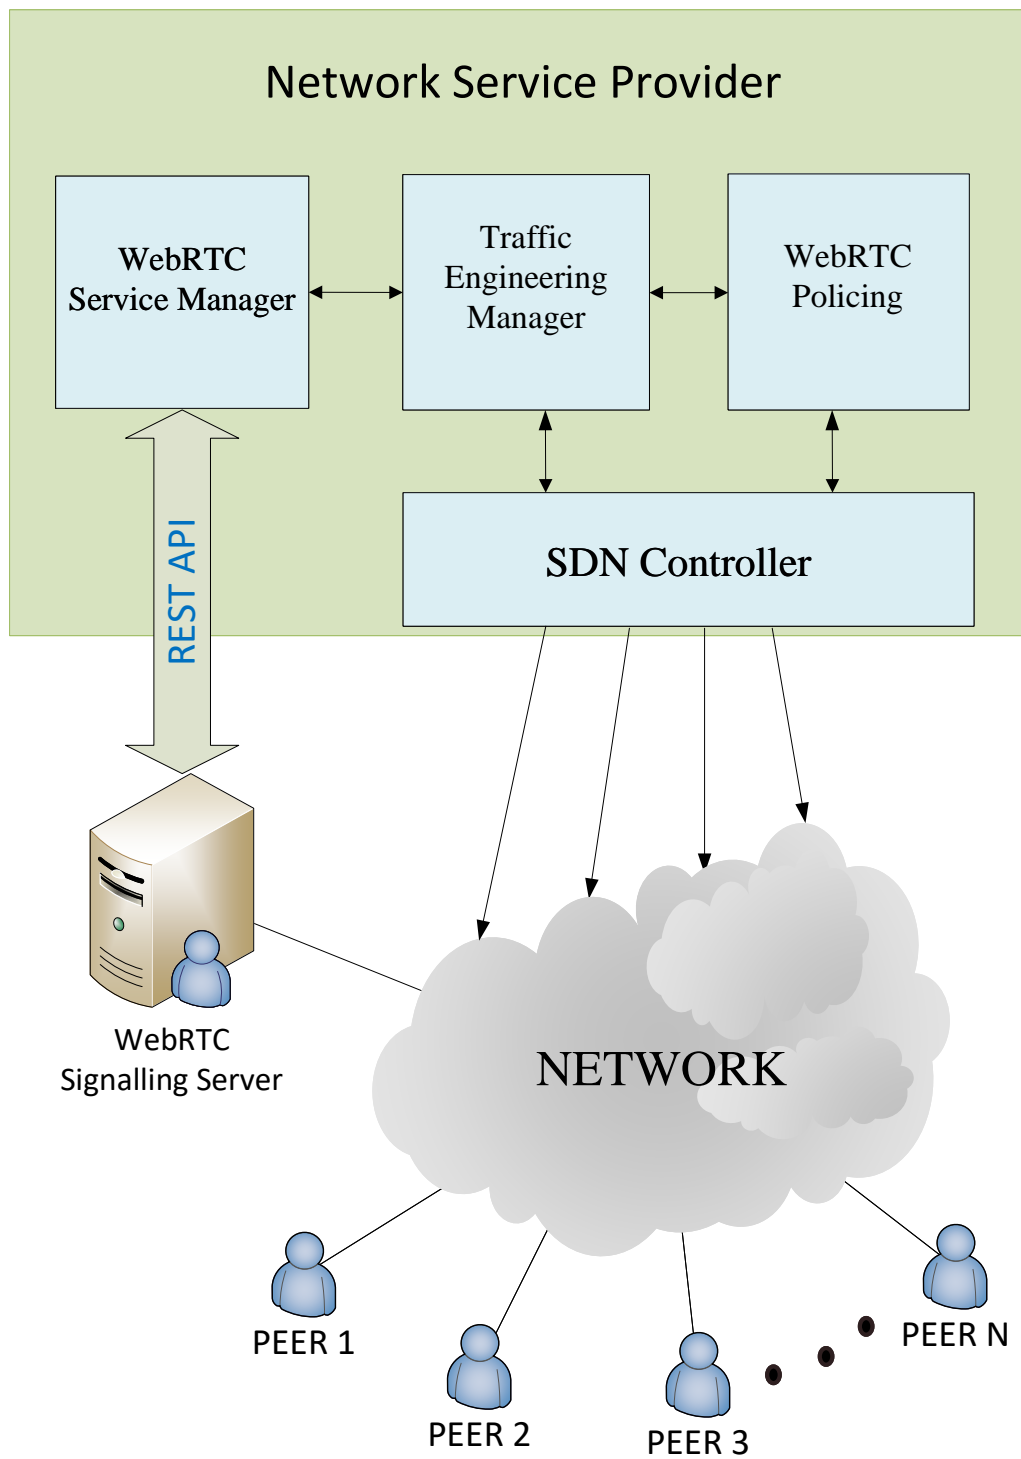 Network Service Provider
WebRTC
Service Manager
Traffic
Engineering
Manager
WebRTC
Policing
REST API
SDN Controller
WebRTC
Signalling Server
NETWORK
PEER 1
PEER 2
PEER 3
PEER N